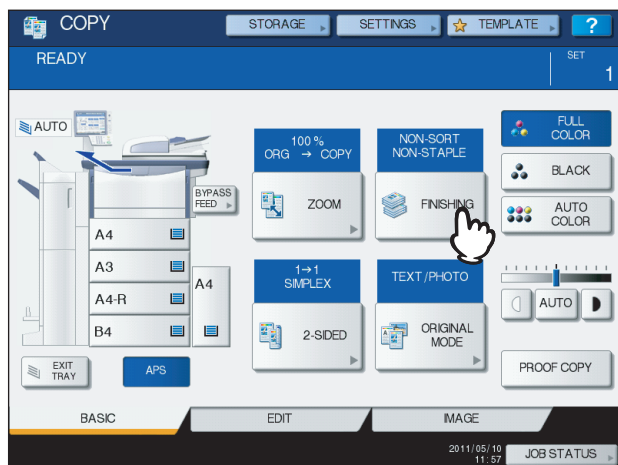 COPY
STORAGE
SETTINGS
TEMPLATE
?
READY
SET
1
AUTO
100 %
ORG → COPY
NON-SORT
NON-STAPLE
FULL
COLOR
BYPASS
FEED
ZOOM
FINISHING
BLACK
AUTO
COLOR
A4
A3
A4-R
B4
A4
1→1
SIMPLEX
TEXT/PHOTO
2-SIDED
ORIGINAL
MODE
AUTO
EXIT
TRAY
APS
PROOF COPY
BASIC
EDIT
IMAGE
2011/05/10
11:57
JOB STATUS